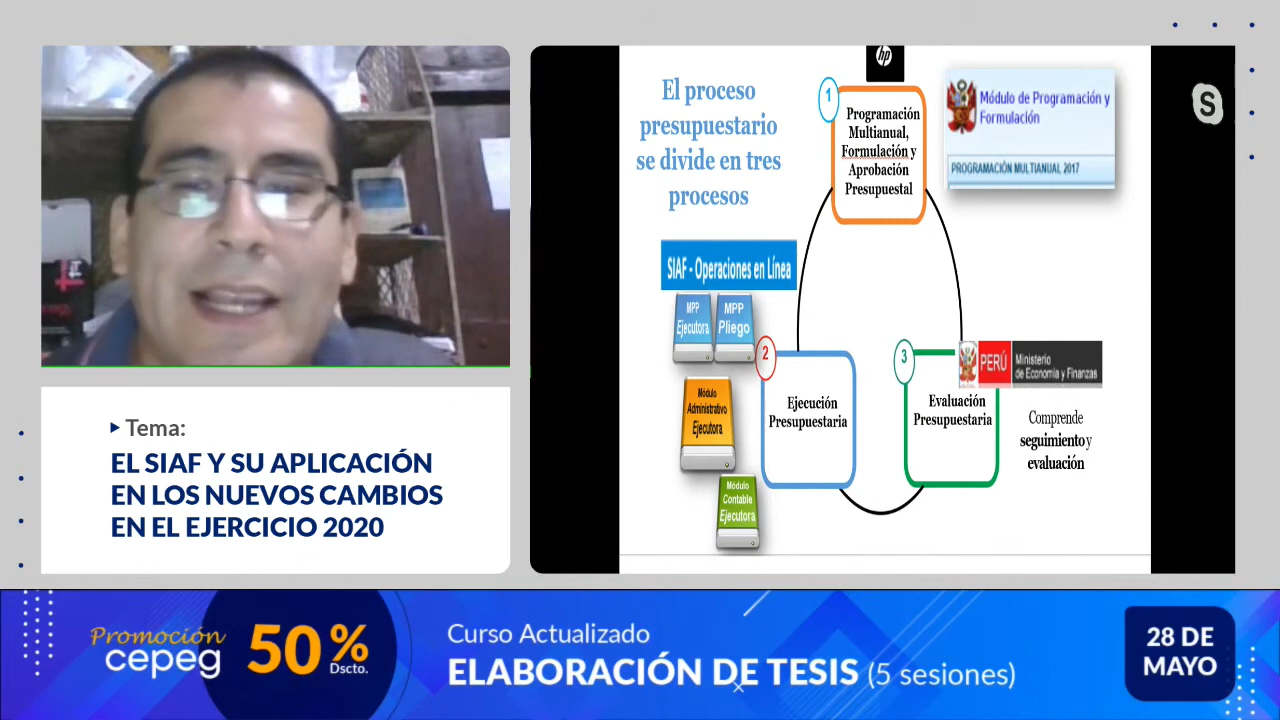 El proceso
presupuestario
se divide en tres
procesos
hp
1
Programación
Multianual,
Formulación y
Aprobación
Presupuestal
Módulo de Programación y
Formulación
PROGRAMACIÓN MULTIANUAL 2017
S
SIAF - Operaciones en Línea
MPP
Ejecutora
MPP
Pliego
Módulo
Administrativo
Ejecutora
Módulo
Contable
Ejecutora
2
Ejecución
Presupuestaria
3
Evaluación
Presupuestaria
PERÚ
Ministerio
de Economía y Finanzas
Comprende
seguimiento y
evaluación
Tema:
EL SIAF Y SU APLICACIÓN
EN LOS NUEVOS CAMBIOS
EN EL EJERCICIO 2020
Promoción
cepeg
50%
Dscto.
Curso Actualizado
ELABORACIÓN DE TESIS (5 sesiones)
28 DE
MAYO